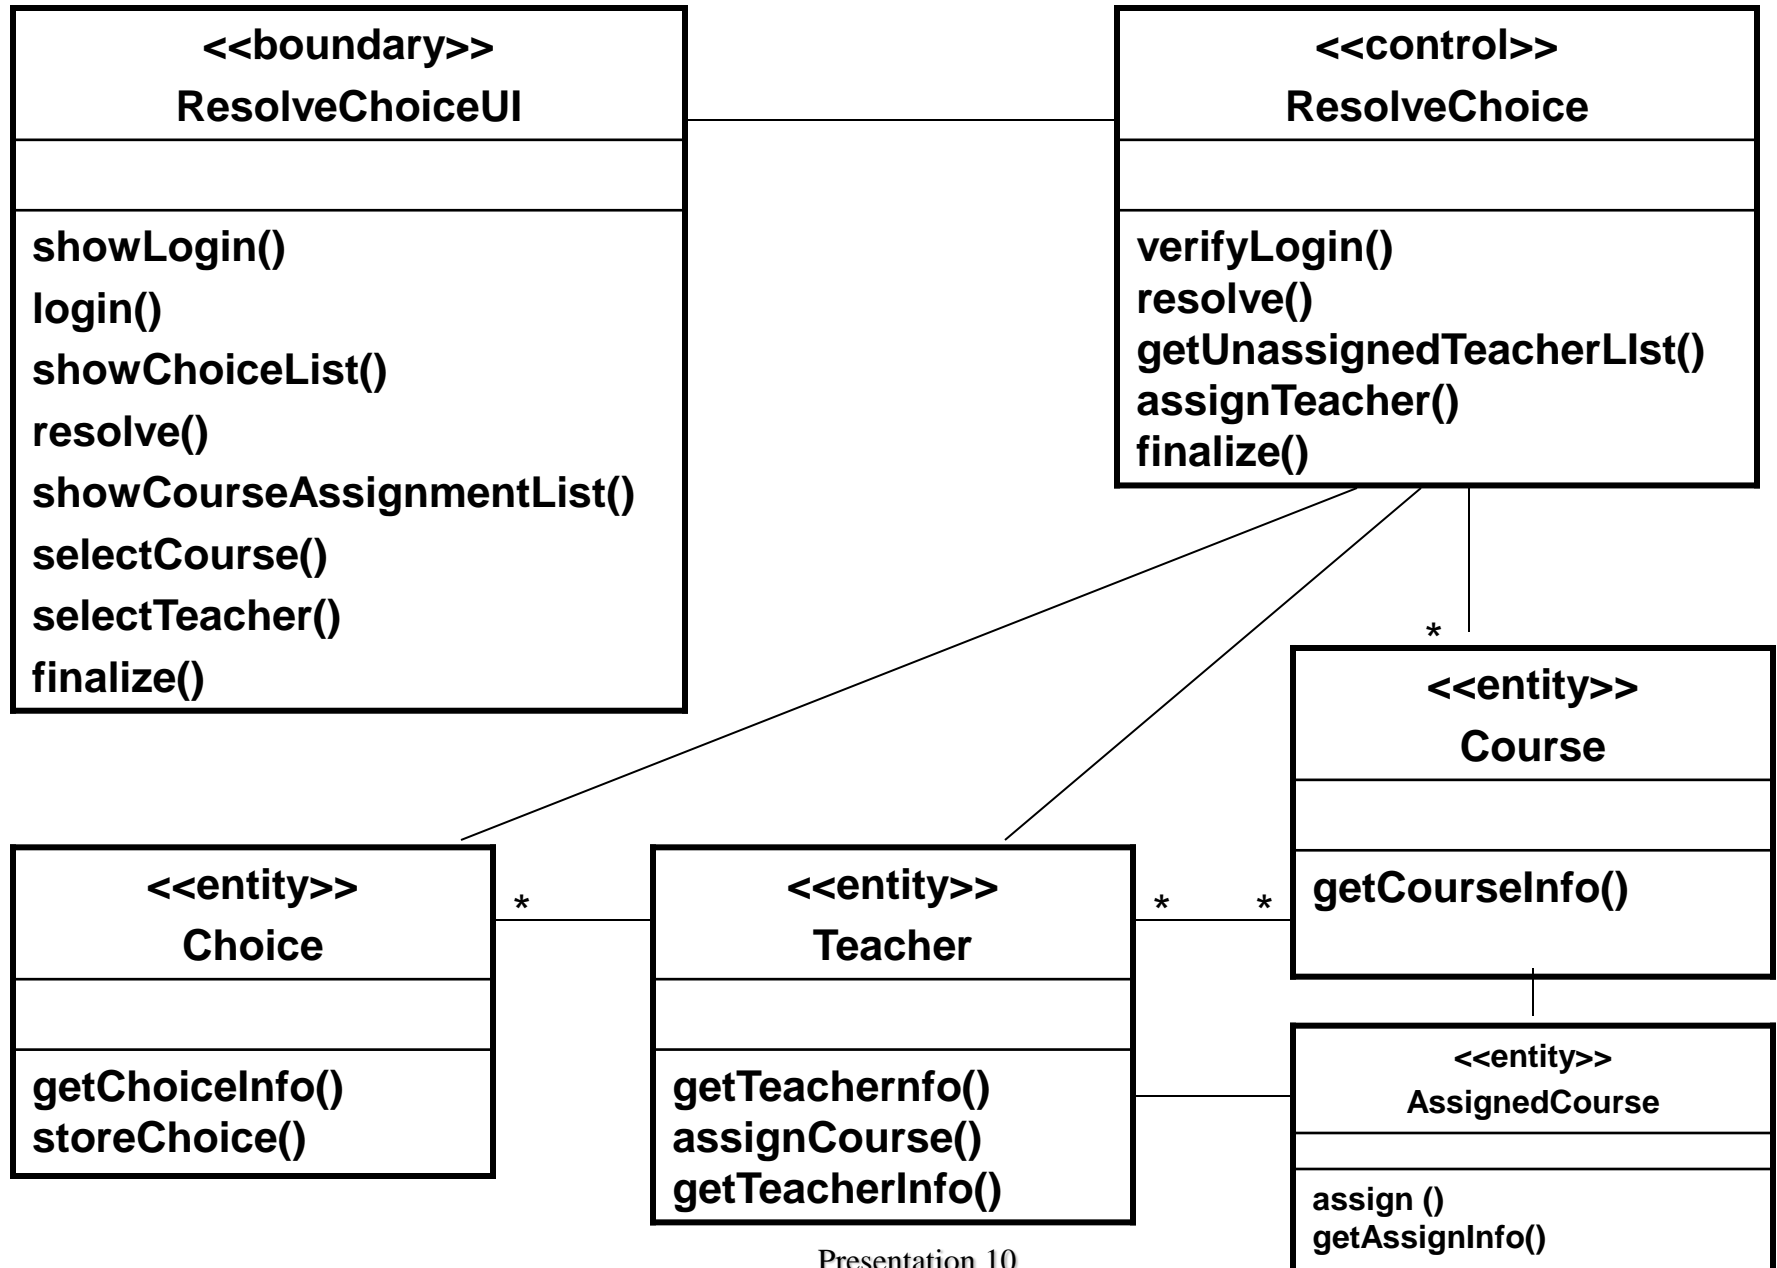 <<boundary>>
ResolveChoiceUI
showLogin()
login()
showChoiceList()
resolve()
showCourseAssignmentList()
selectCourse()
selectTeacher()
finalize()
<<control>>
ResolveChoice
verifyLogin()
resolve()
getUnassignedTeacherLIst()
assignTeacher()
finalize()
*
<<entity>>
Course
getCourseInfo()
<<entity>>
Choice
getChoiceInfo()
storeChoice()
*
<<entity>>
Teacher
getTeachernfo()
assignCourse()
getTeacherInfo()
* *
<<entity>>
AssignedCourse
assign ()
getAssignInfo()
Presentation 10